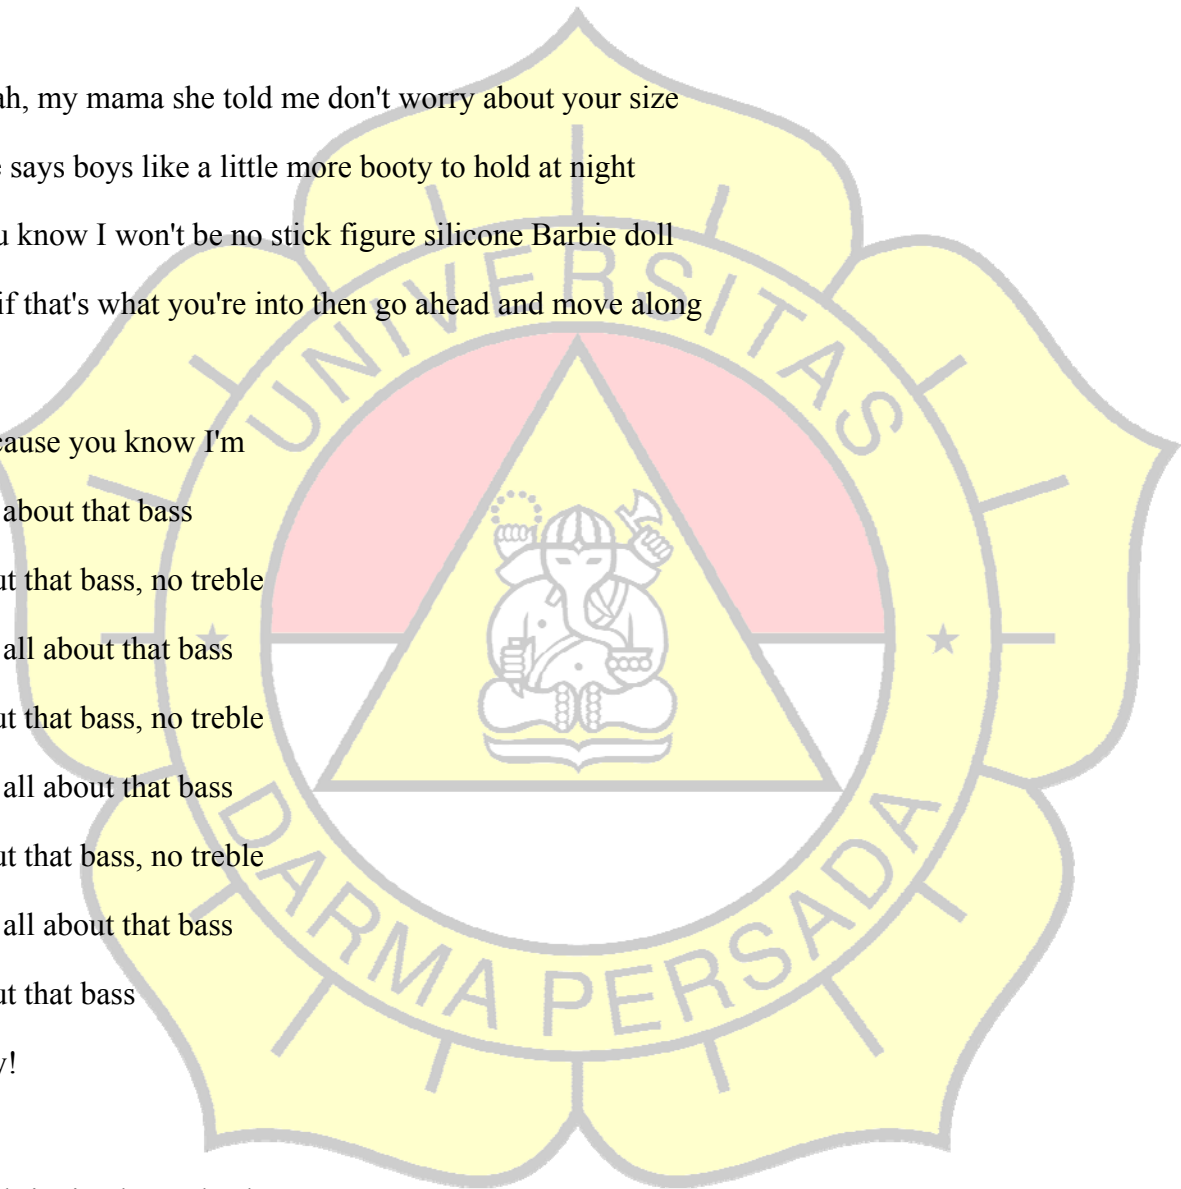 ah, my mama she told me don't worry about your size
says boys like a little more booty to hold at night
u know I won't be no stick figure silicone Barbie doll
if that's what you're into then go ahead and move along
cause you know I'm
about that bass
ut that bass, no treble
all about that bass
ut that bass, no treble
all about that bass
ut that bass, no treble
all about that bass
ut that bass
y!
UNIVERSITAS
DARMA PERSADA